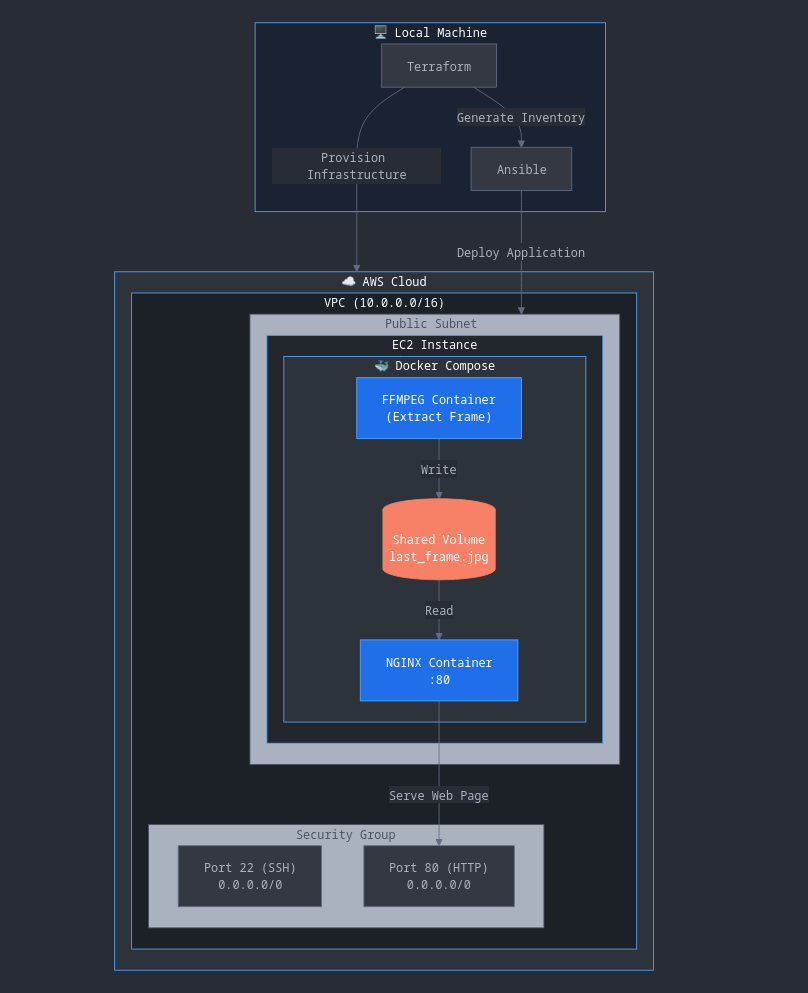 🖥️ Local Machine
Terraform
Generate Inventory
Provision
Infrastructure
Ansible
Deploy Application
☁️ AWS Cloud
VPC (10.0.0.0/16)
Public Subnet
EC2 Instance
🐳 Docker Compose
FFMPEG Container
(Extract Frame)
Write
Shared Volume
last_frame.jpg
Read
NGINX Container
:80
Serve Web Page
Security Group
Port 22 (SSH)
0.0.0.0/0
Port 80 (HTTP)
0.0.0.0/0